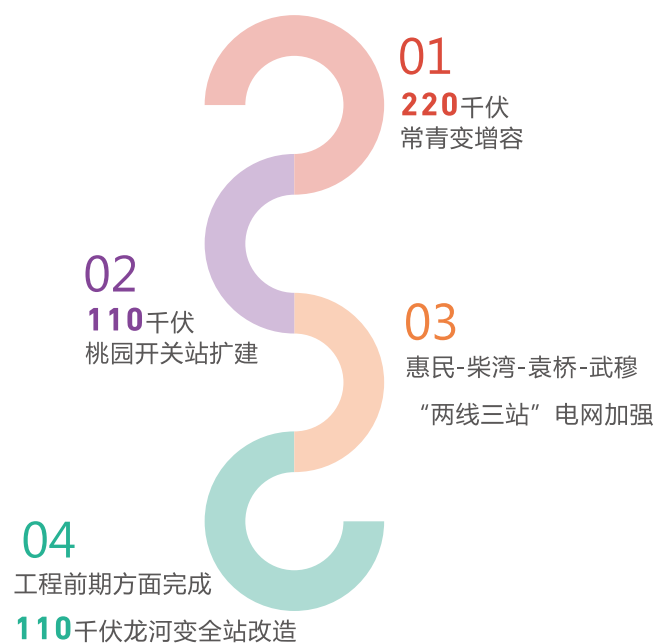 01
220千伏
常青变增容
02
110千伏
桃园开关站扩建
03
惠民-柴湾-袁桥-武穆
“两线三站”电网加强
04
工程前期方面完成
110千伏龙河变全站改造